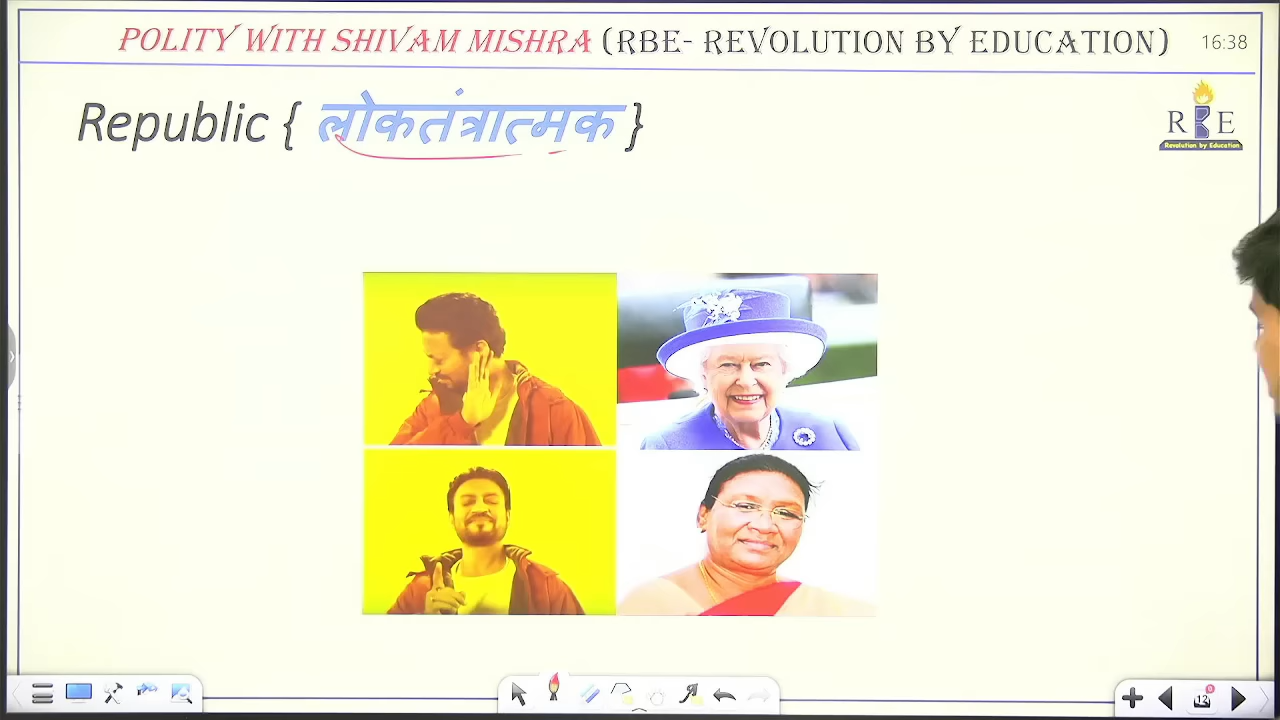 POLITY WITH SHIVAM MISHRA (RBE- REVOLUTION BY EDUCATION)
16:38
Republic { लोकतंत्रात्मक }
RBE
Revolution by Education